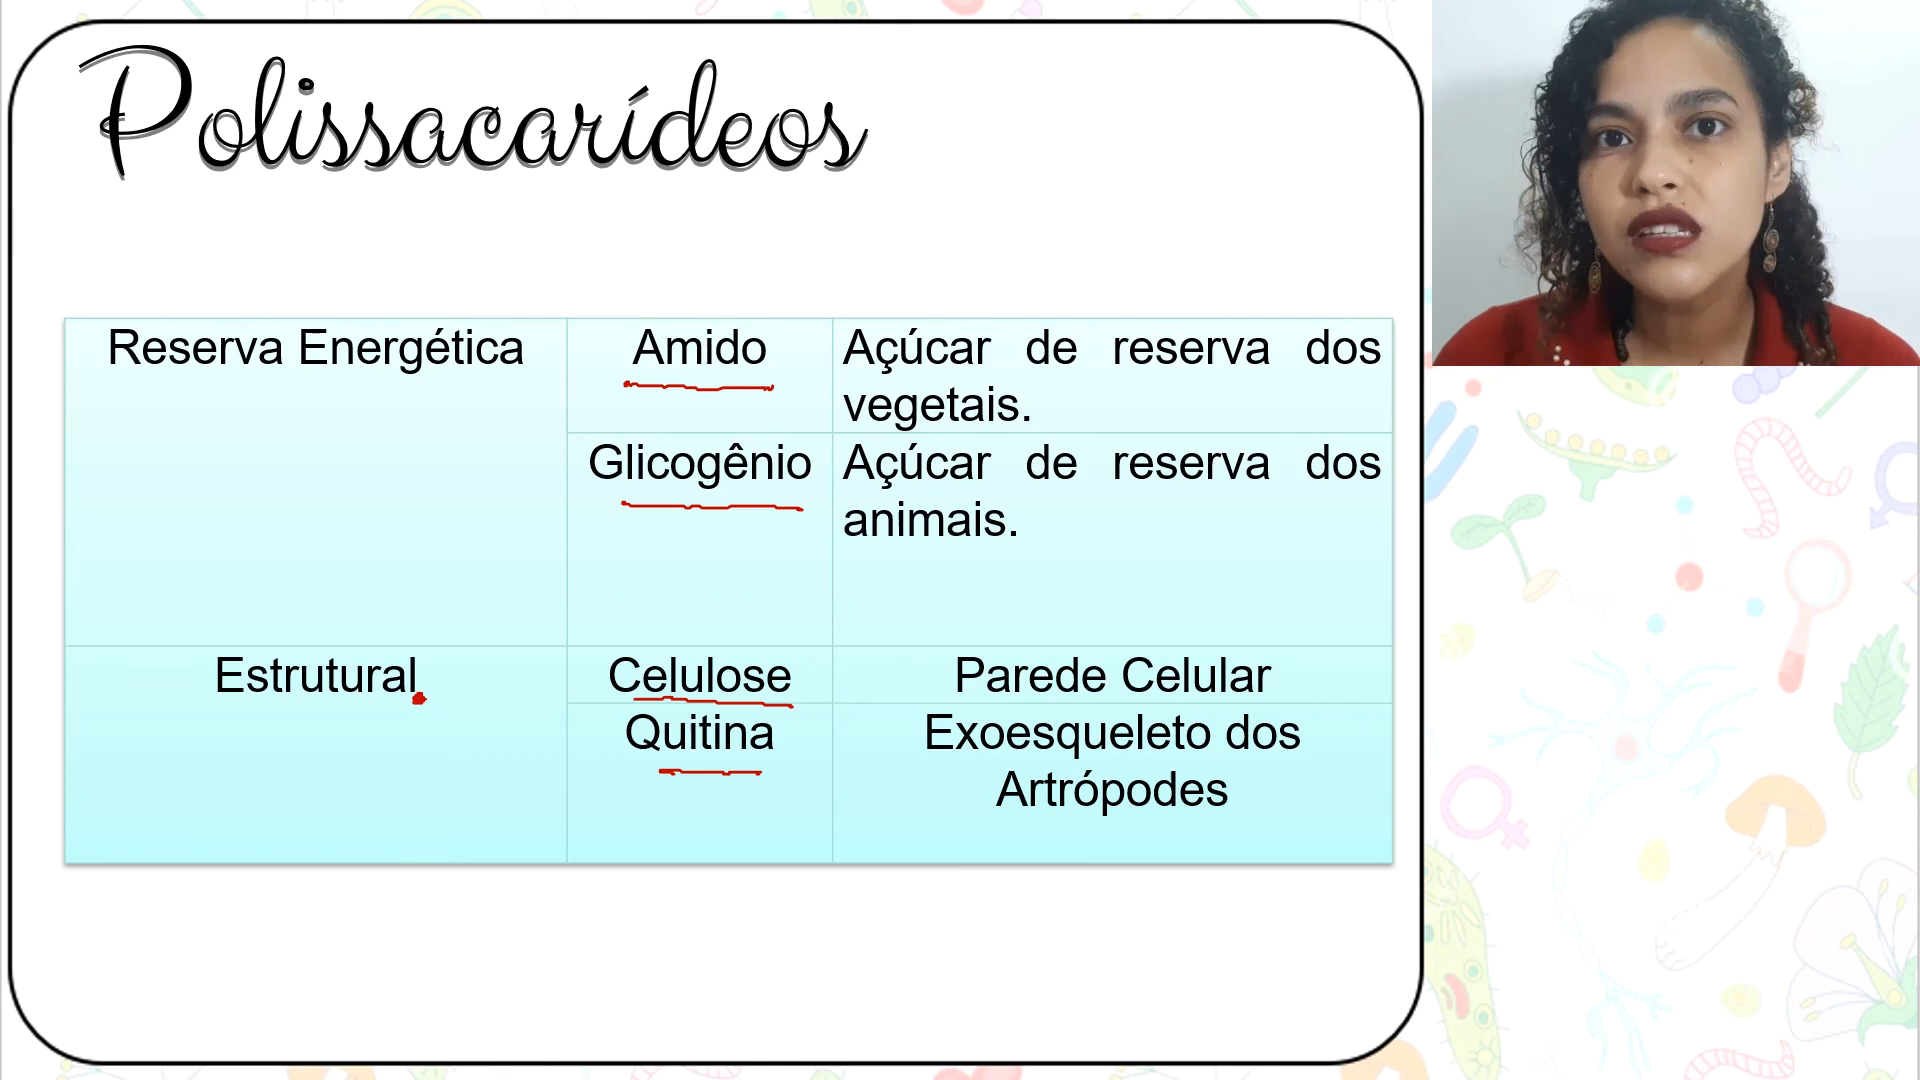 Polissacarídeos
Reserva Energética
Amido
Açúcar de reserva dos
vegetais.
Glicogênio
Açúcar de reserva dos
animais.
Estrutural
Celulose
Parede Celular
Quitina
Exoesqueleto dos
Artrópodes